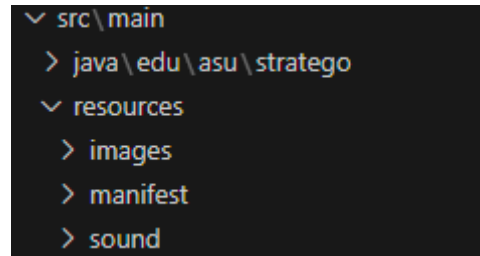 src\main
java\edu\asu\stratego
resources
images
manifest
sound